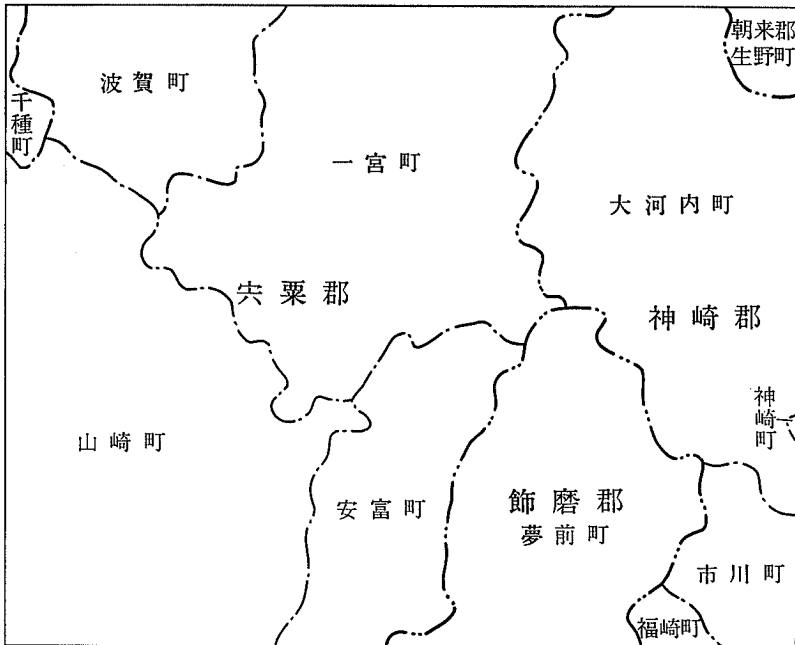 朝来郡
生野町
波賀町
千種町
一宮町
大河内町
宍粟郡
神崎郡
神崎町
山崎町
安富町
飾磨郡
夢前町
市川町
福崎町